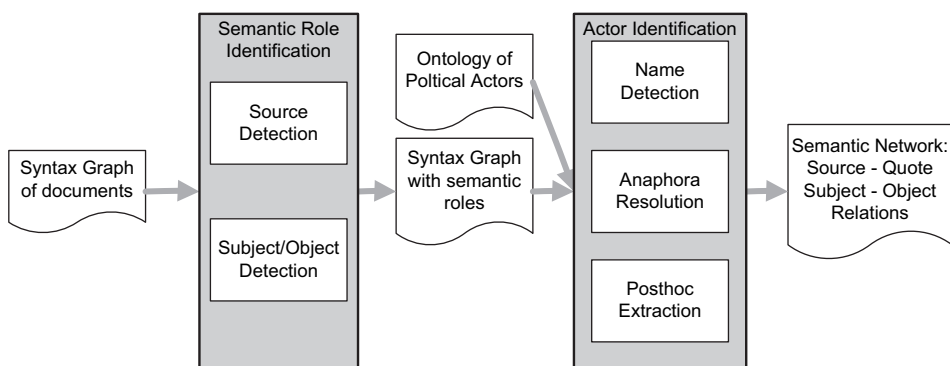 Syntax Graph
of documents
Semantic Role
Identification
Source
Detection
Subject/Object
Detection
Ontology of
Poltical Actors
Syntax Graph
with semantic
roles
Actor Identification
Name
Detection
Anaphora
Resolution
Posthoc
Extraction
Semantic Network:
Source - Quote
Subject - Object
Relations